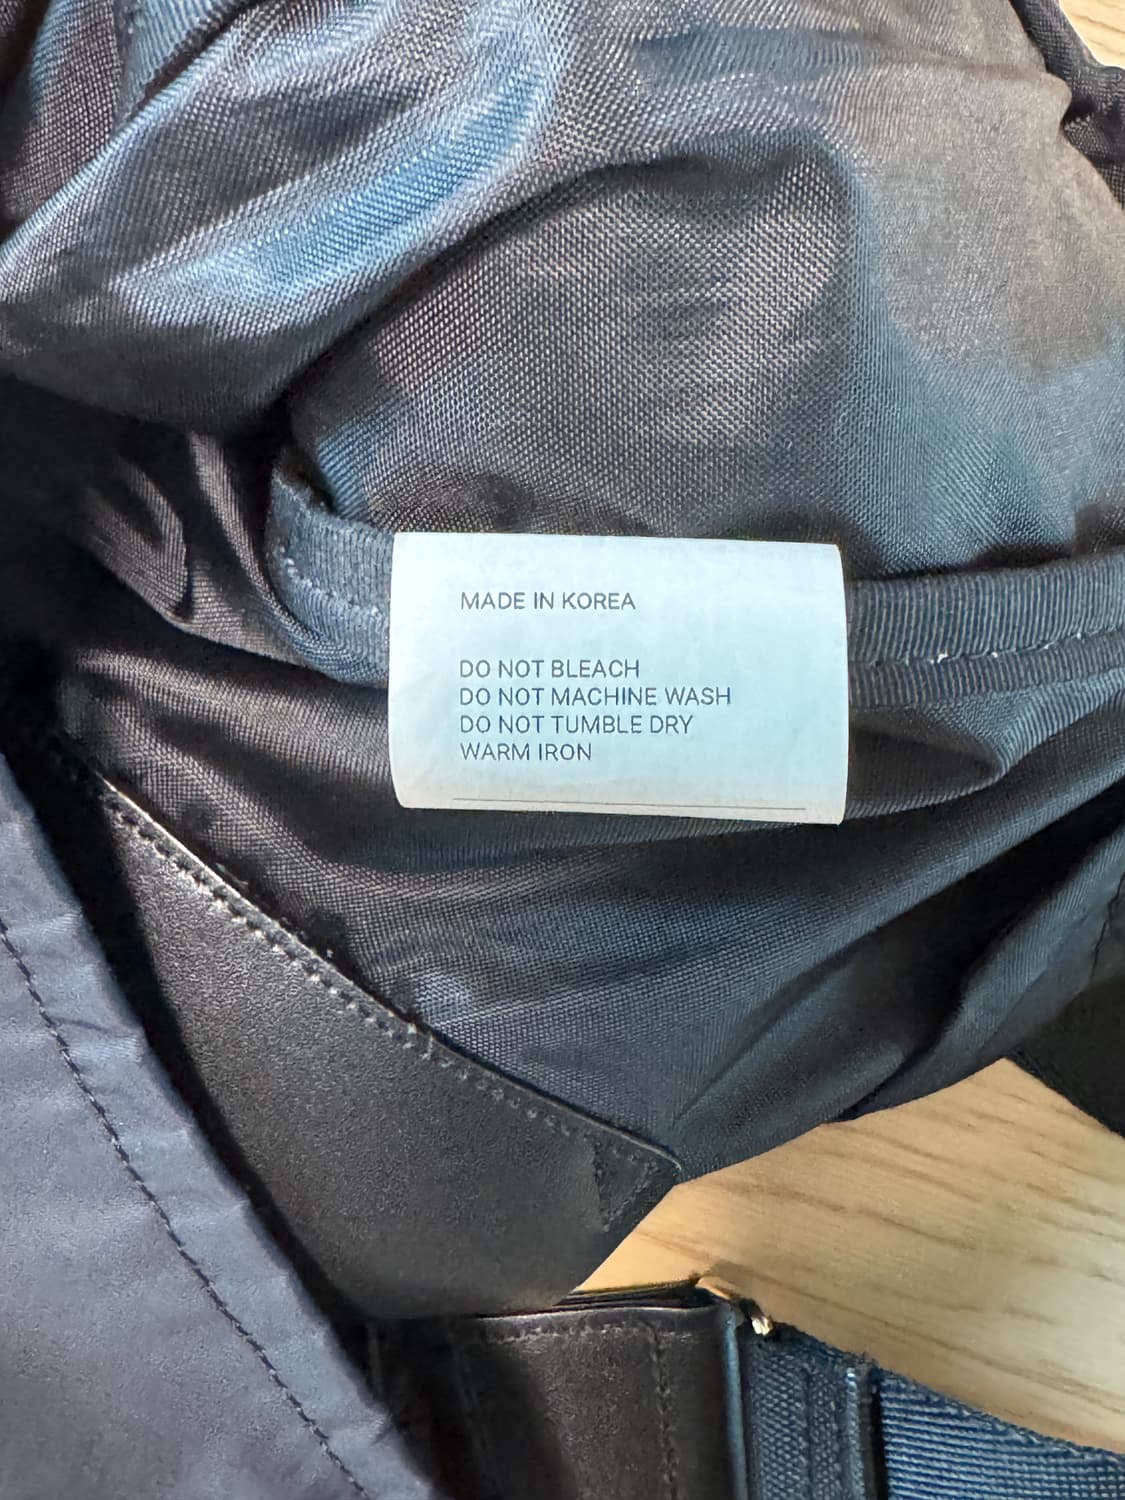 MADE IN KOREA
DO NOT BLEACH
DO NOT MACHINE WASH
DO NOT TUMBLE DRY
WARM IRON